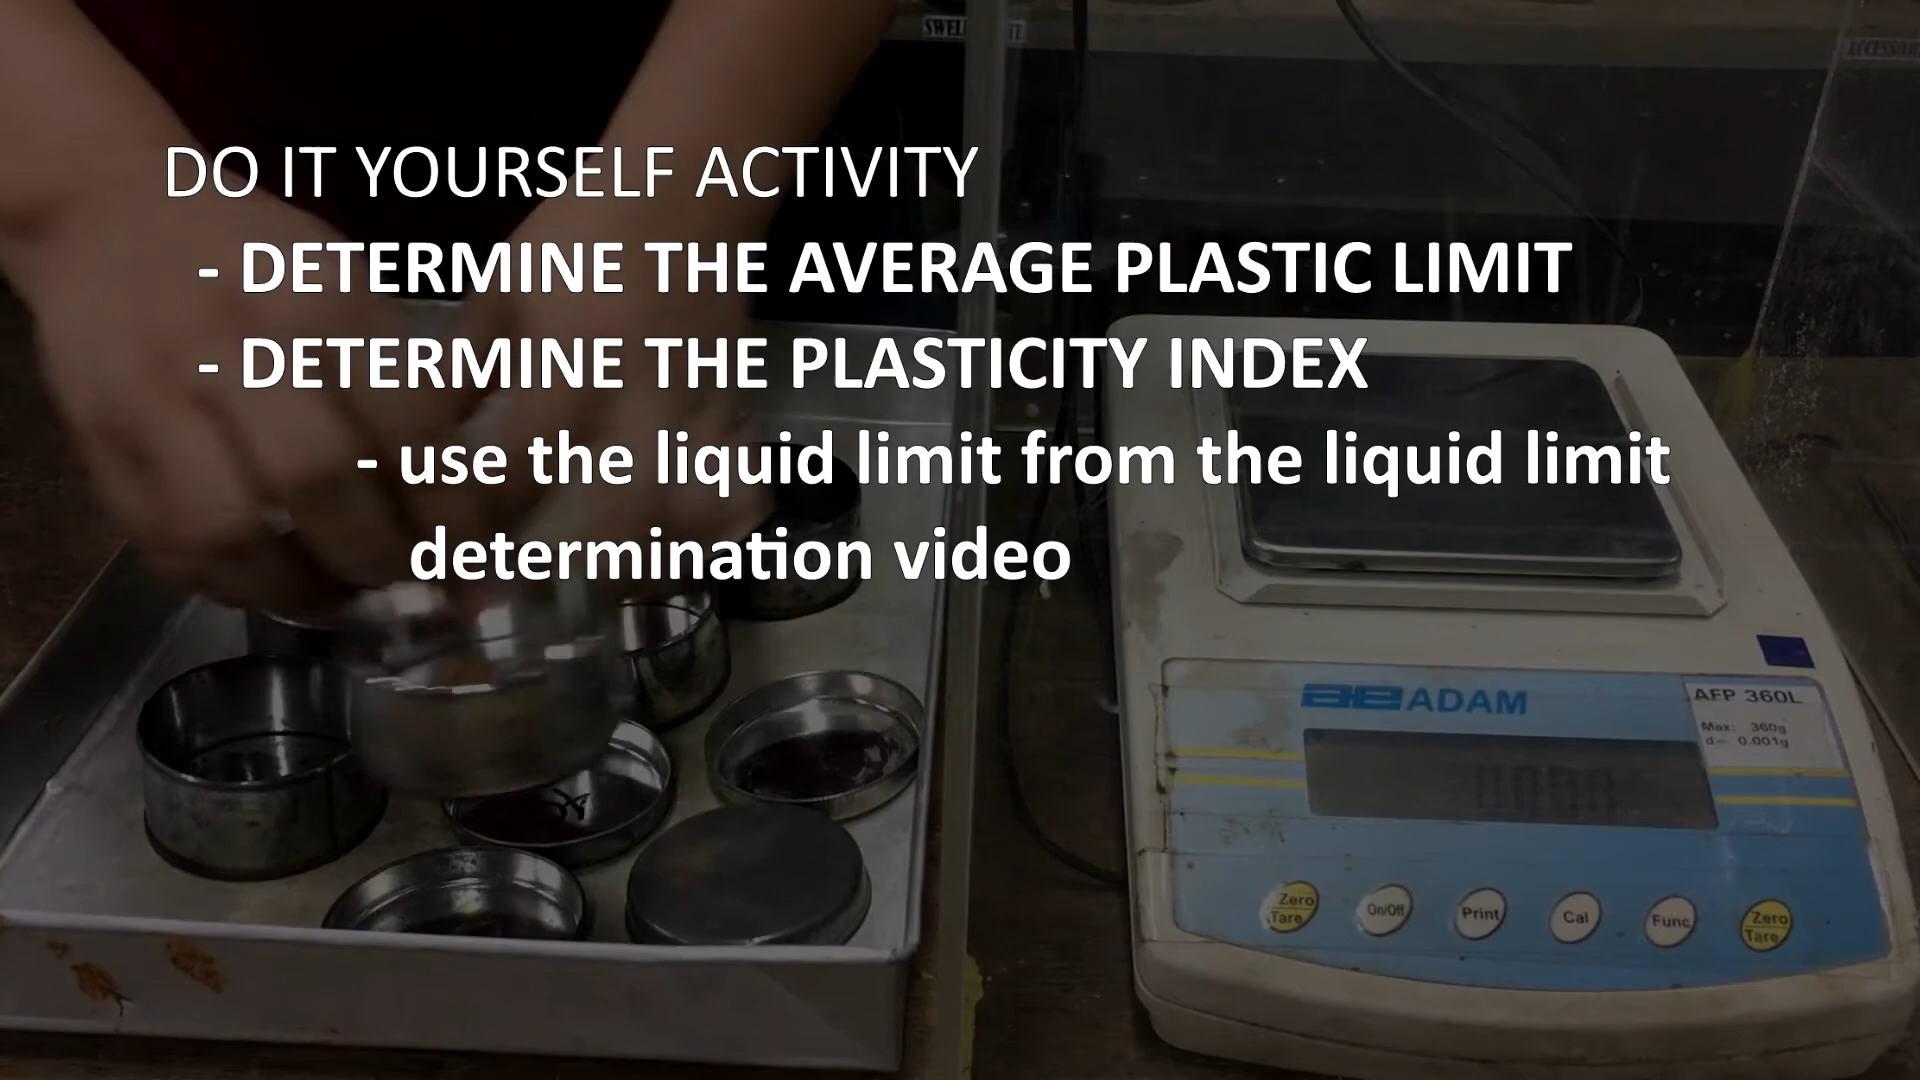 DO IT YOURSELF ACTIVITY
- DETERMINE THE AVERAGE PLASTIC LIMIT
- DETERMINE THE PLASTICITY INDEX
- use the liquid limit from the liquid limit
determination video
ADAM
AFP 360L
Max: 360g
d= 0.001g
Zero Tare
On/Off
Print
Cal
Func
Zero Tare